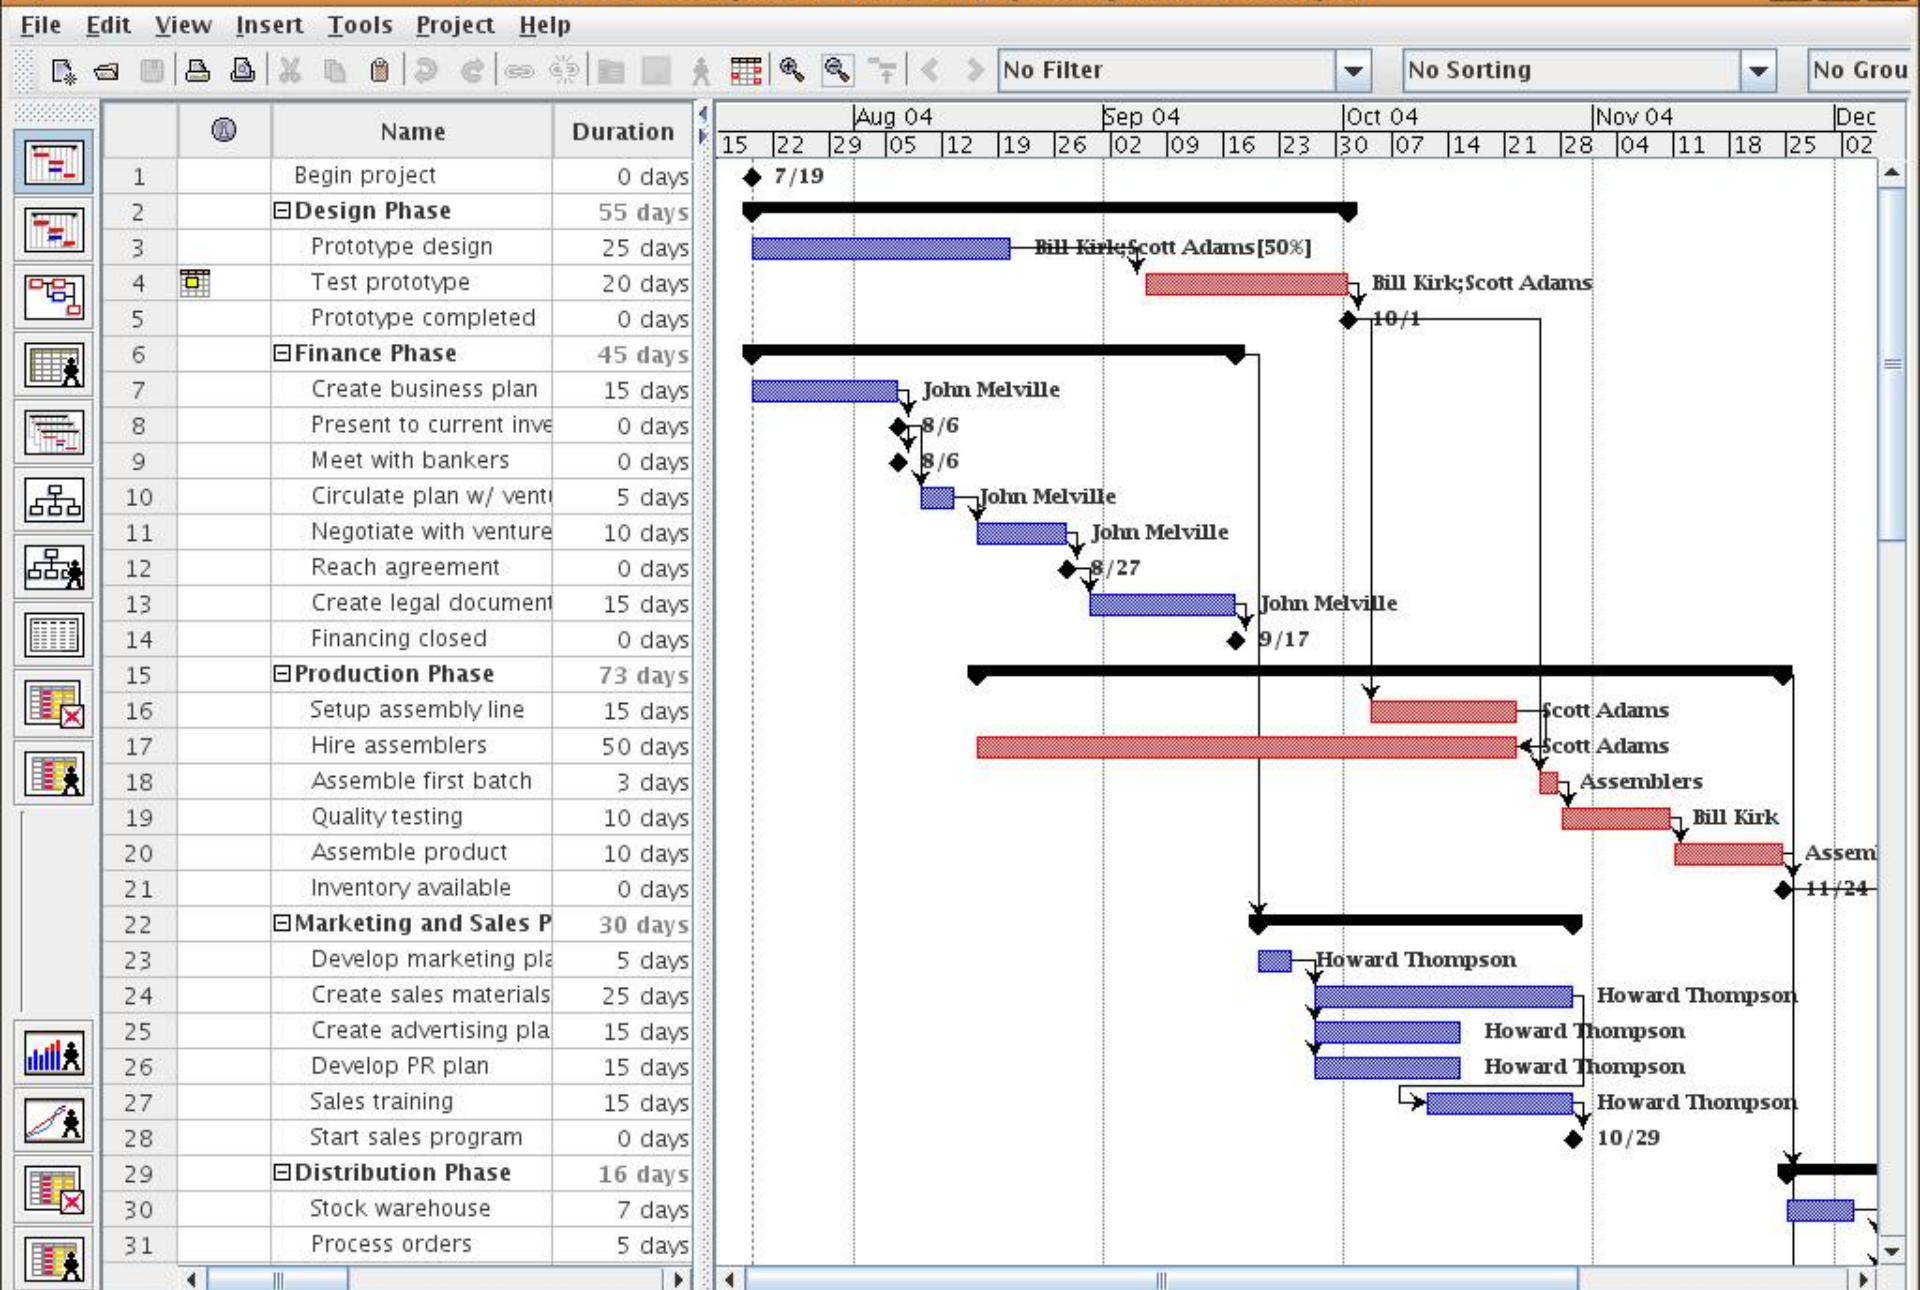 File Edit View Insert Tools Project Help
No Filter No Sorting No Grou
Name Duration
Aug 04 Sep 04 Oct 04 Nov 04 Dec
15 22 29 05 12 19 26 02 09 16 23 30 07 14 21 28 04 11 18 25 02
1 Begin project 0 days 7/19
2 Design Phase 55 days
3 Prototype design 25 days Bill Kirk;Scott Adams[50%]
4 Test prototype 20 days Bill Kirk;Scott Adams
5 Prototype completed 0 days 10/1
6 Finance Phase 45 days
7 Create business plan 15 days John Melville
8 Present to current inve 0 days 8/6
9 Meet with bankers 0 days 8/6
10 Circulate plan w/ vent 5 days John Melville
11 Negotiate with venture 10 days John Melville
12 Reach agreement 0 days 8/27
13 Create legal document 15 days John Melville
14 Financing closed 0 days 9/17
15 Production Phase 73 days
16 Setup assembly line 15 days Scott Adams
17 Hire assemblers 50 days Scott Adams
18 Assemble first batch 3 days Assemblers
19 Quality testing 10 days Bill Kirk
20 Assemble product 10 days Assem
21 Inventory available 0 days 11/24
22 Marketing and Sales P 30 days
23 Develop marketing pla 5 days Howard Thompson
24 Create sales materials 25 days Howard Thompson
25 Create advertising pla 15 days Howard Thompson
26 Develop PR plan 15 days Howard Thompson
27 Sales training 15 days Howard Thompson
28 Start sales program 0 days 10/29
29 Distribution Phase 16 days
30 Stock warehouse 7 days
31 Process orders 5 days